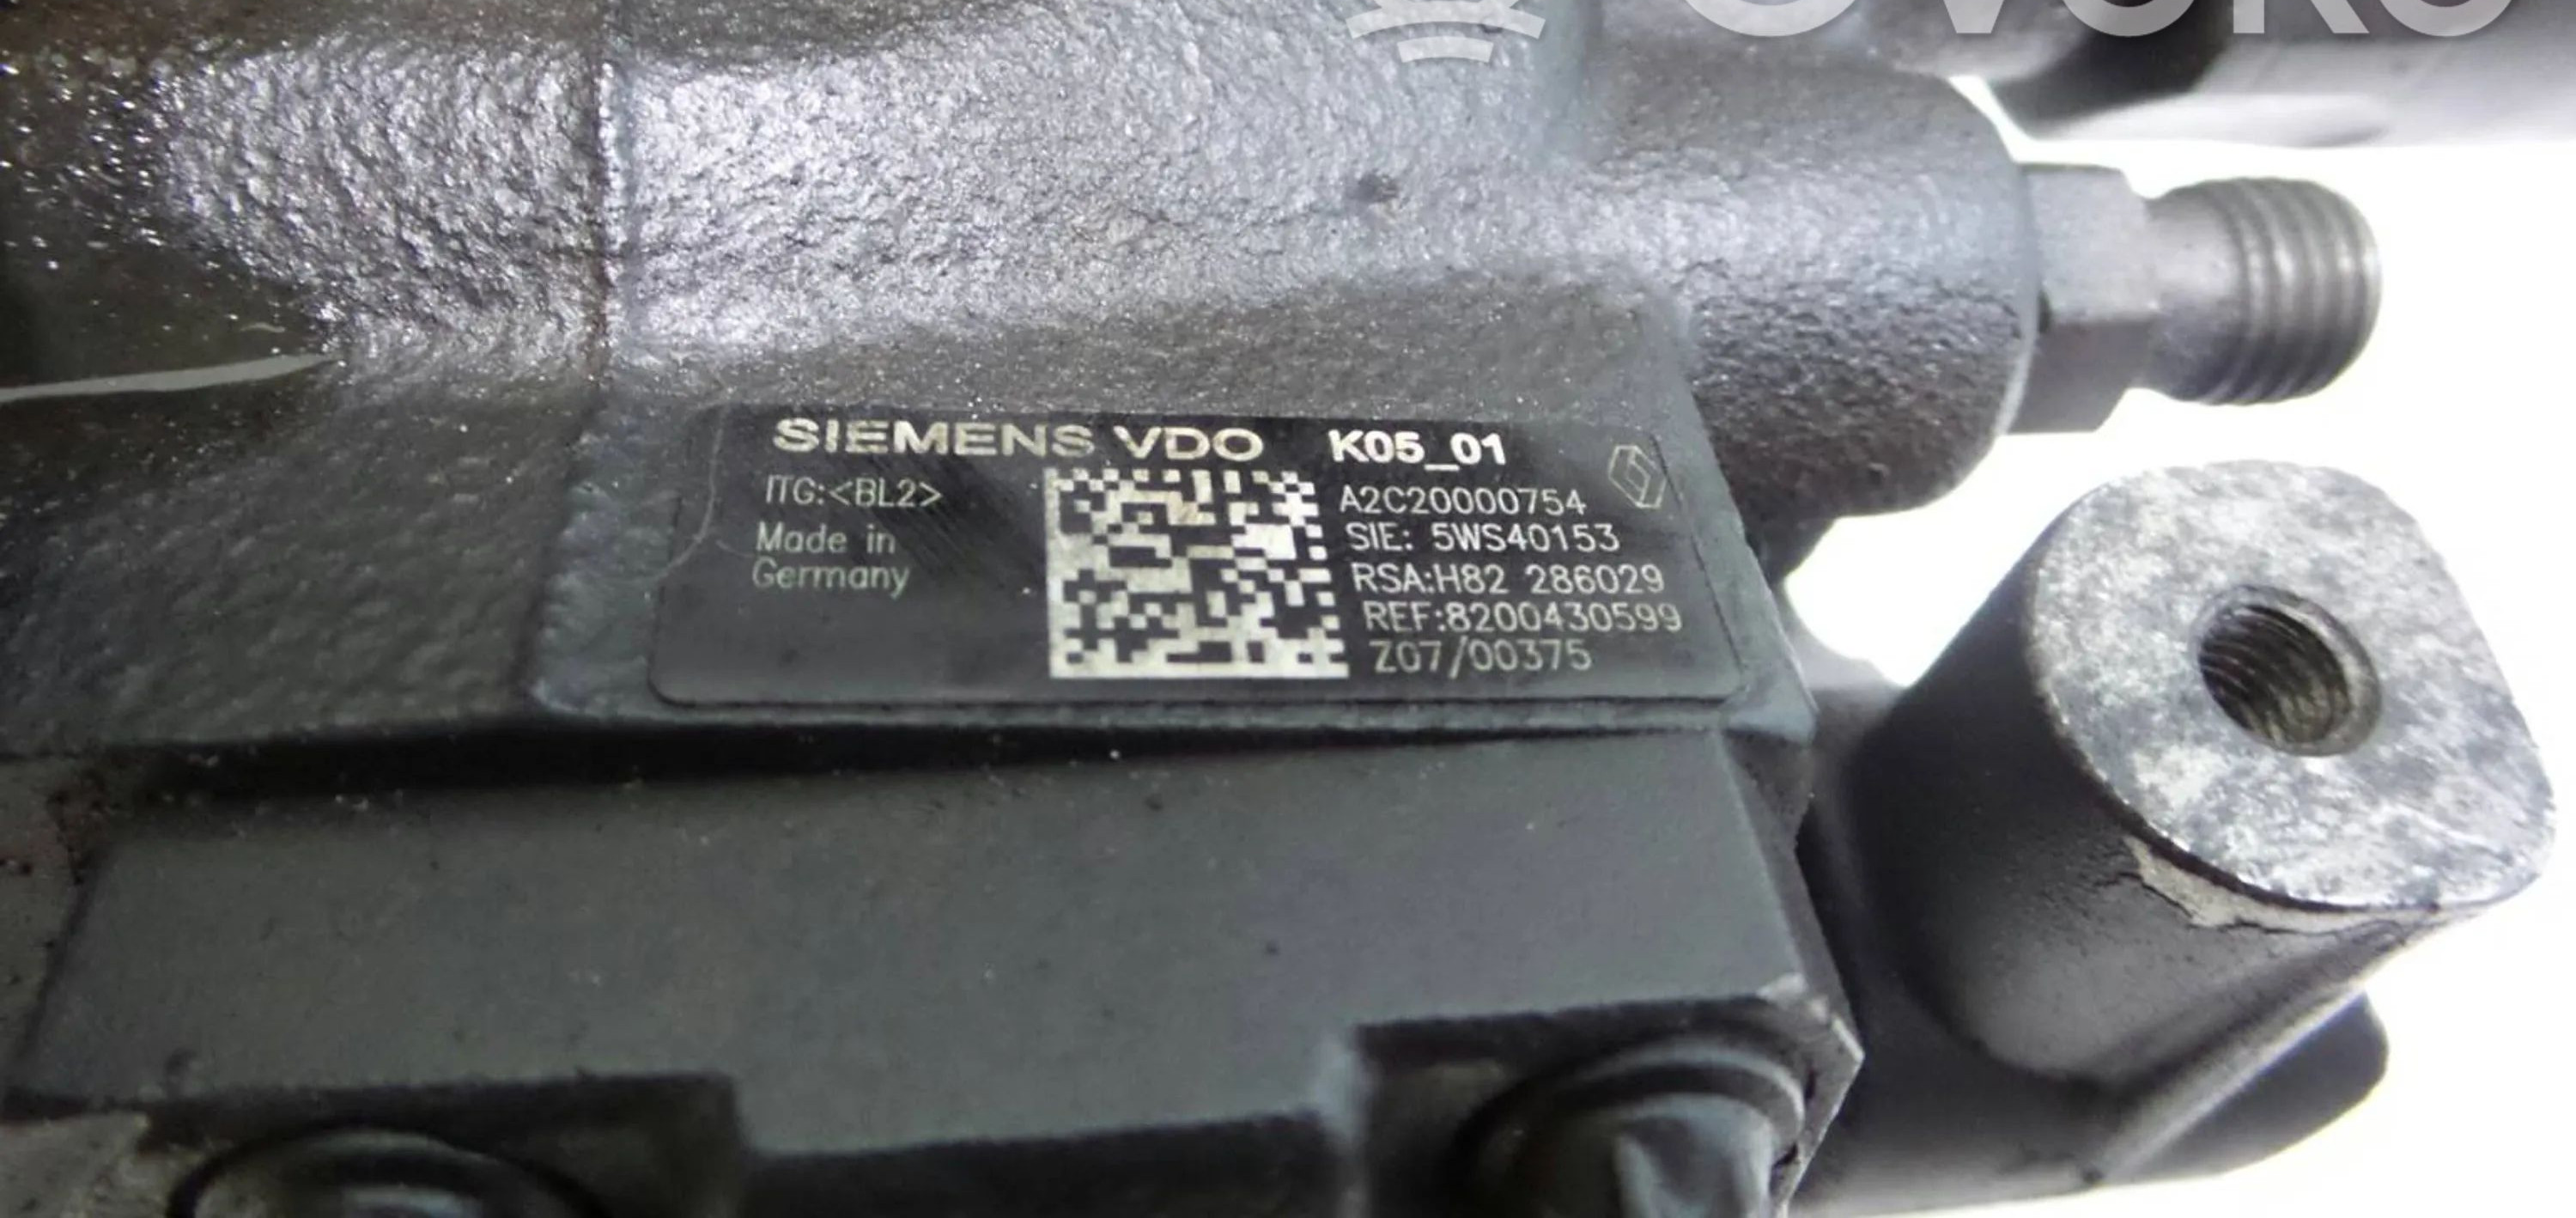 SIEMENS VDO K05_01
ITG:<BL2>
Made in
Germany
A2C20000754
SIE: 5WS40153
RSA:H82 286029
REF:8200430599
Z07/00375